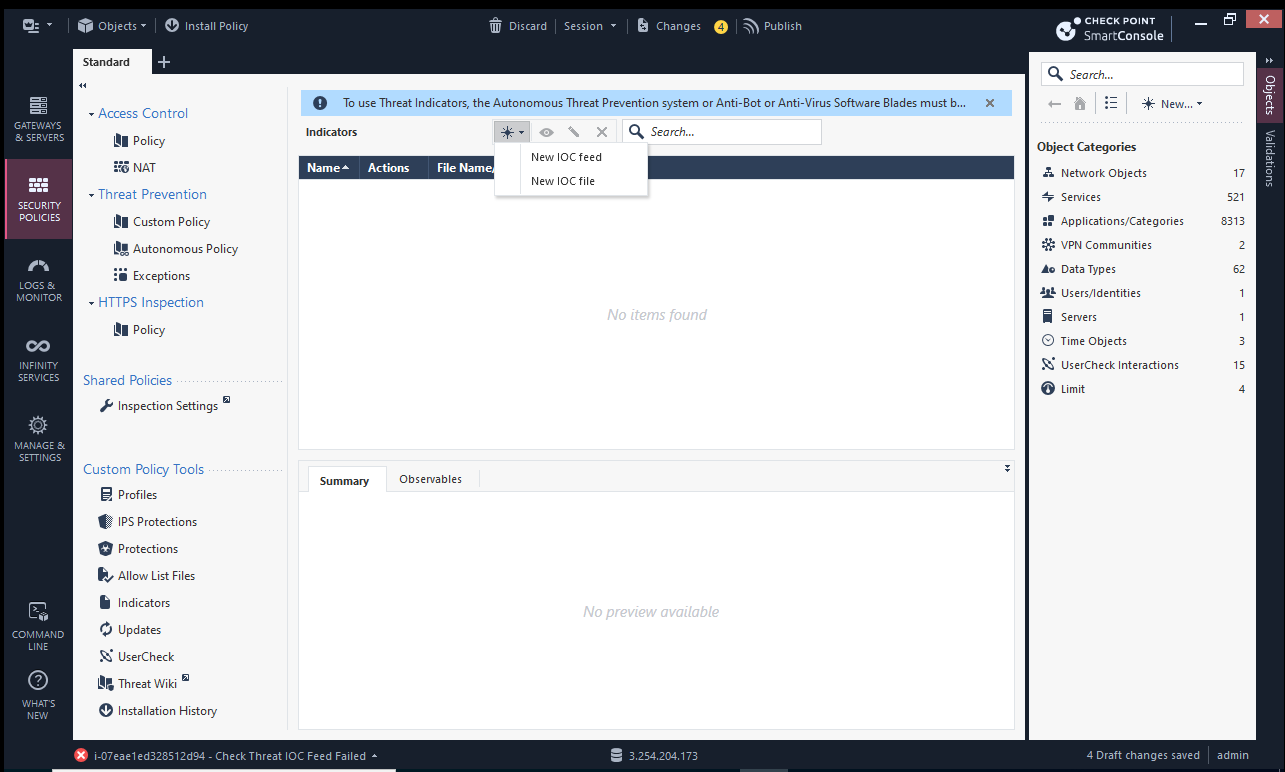 Objects
Install Policy
Discard
Session
Changes
4
Publish
CHECK POINT
SmartConsole
Standard
GATEWAYS
& SERVERS
SECURITY
POLICIES
LOGS &
MONITOR
INFINITY
SERVICES
MANAGE &
SETTINGS
COMMAND
LINE
WHAT'S
NEW
Access Control
Policy
NAT
Threat Prevention
Custom Policy
Autonomous Policy
Exceptions
HTTPS Inspection
Policy
Shared Policies
Inspection Settings
Custom Policy Tools
Profiles
IPS Protections
Protections
Allow List Files
Indicators
Updates
UserCheck
Threat Wiki
Installation History
To use Threat Indicators, the Autonomous Threat Prevention system or Anti-Bot or Anti-Virus Software Blades must b...
Indicators
Search...
New IOC feed
New IOC file
Name
Actions
File Name/
No items found
Summary
Observables
No preview available
Search...
New...
Object Categories
Network Objects 17
Services 521
Applications/Categories 8313
VPN Communities 2
Data Types 62
Users/Identities 1
Servers 1
Time Objects 3
UserCheck Interactions 15
Limit 4
Objects
Validations
i-07eae1ed328512d94 - Check Threat IOC Feed Failed
3.254.204.173
4 Draft changes saved
admin